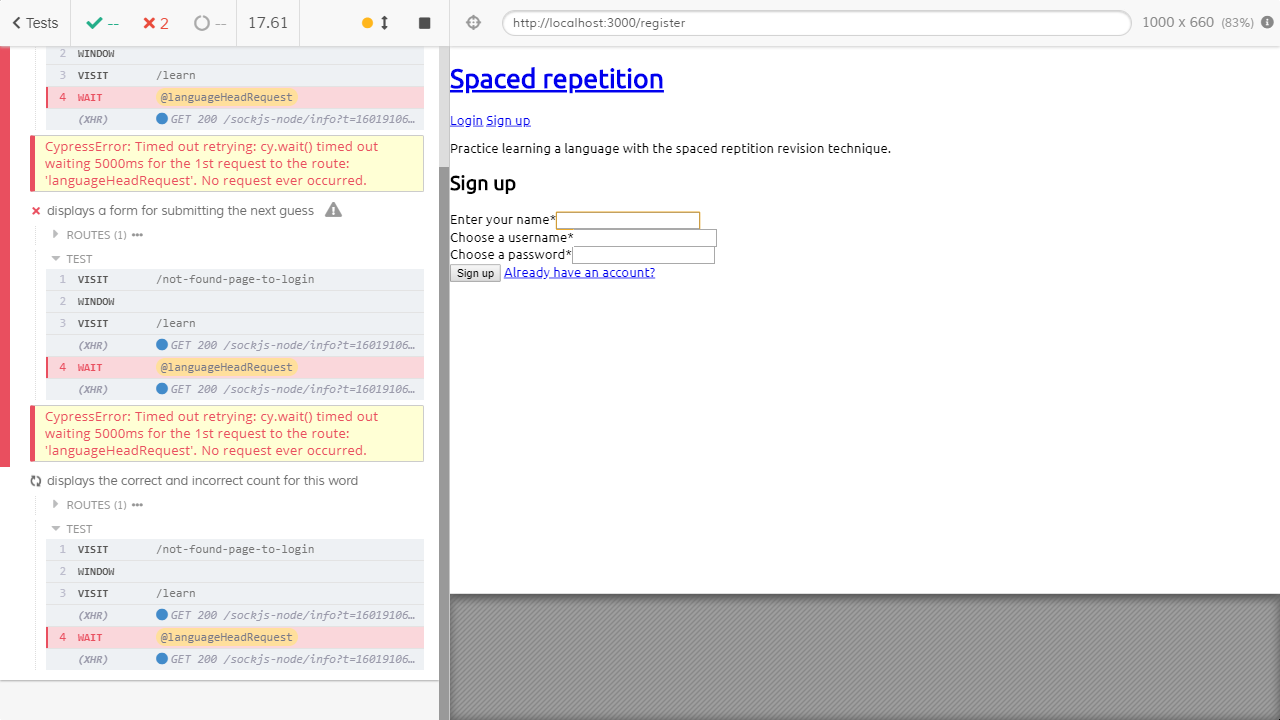 Tests
--
2
--
17.61
http://localhost:3000/register
1000 x 660 (83%)
2 WINDOW
3 VISIT /learn
4 WAIT @languageHeadRequest
(XHR) GET 200 /sockjs-node/info?t=16019106...
CypressError: Timed out retrying: cy.wait() timed out
waiting 5000ms for the 1st request to the route:
'languageHeadRequest'. No request ever occurred.
displays a form for submitting the next guess
ROUTES (1) •••
TEST
1 VISIT /not-found-page-to-login
2 WINDOW
3 VISIT /learn
(XHR) GET 200 /sockjs-node/info?t=16019106...
4 WAIT @languageHeadRequest
(XHR) GET 200 /sockjs-node/info?t=16019106...
CypressError: Timed out retrying: cy.wait() timed out
waiting 5000ms for the 1st request to the route:
'languageHeadRequest'. No request ever occurred.
displays the correct and incorrect count for this word
ROUTES (1) •••
TEST
1 VISIT /not-found-page-to-login
2 WINDOW
3 VISIT /learn
(XHR) GET 200 /sockjs-node/info?t=16019106...
4 WAIT @languageHeadRequest
(XHR) GET 200 /sockjs-node/info?t=16019106...
Spaced repetition
Login Sign up
Practice learning a language with the spaced reptition revision technique.
Sign up
Enter your name*
Choose a username*
Choose a password*
Sign up Already have an account?